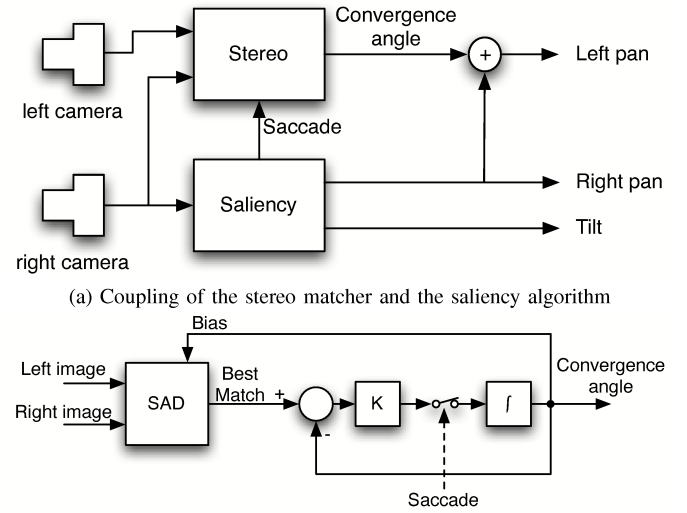 Convergence
angle
Stereo
+
Left pan
left camera
Saccade
Saliency
Right pan
Tilt
right camera
(a) Coupling of the stereo matcher and the saliency algorithm
Bias
Left image
Best
Match +
Convergence
angle
SAD
K
∫
Right image
-
Saccade